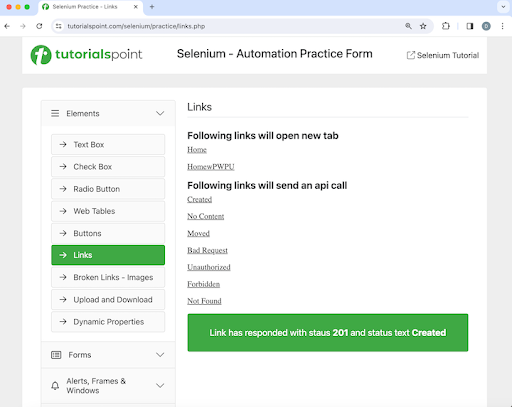 Selenium Practice - Links
tutorialspoint.com/selenium/practice/links.php
D
tutorialspoint
Selenium - Automation Practice Form
Selenium Tutorial
Elements
Text Box
Check Box
Radio Button
Web Tables
Buttons
Links
Broken Links - Images
Upload and Download
Dynamic Properties
Forms
Alerts, Frames &
Windows
Links
Following links will open new tab
Home
HomewPWPU
Following links will send an api call
Created
No Content
Moved
Bad Request
Unauthorized
Forbidden
Not Found
Link has responded with staus 201 and status text Created